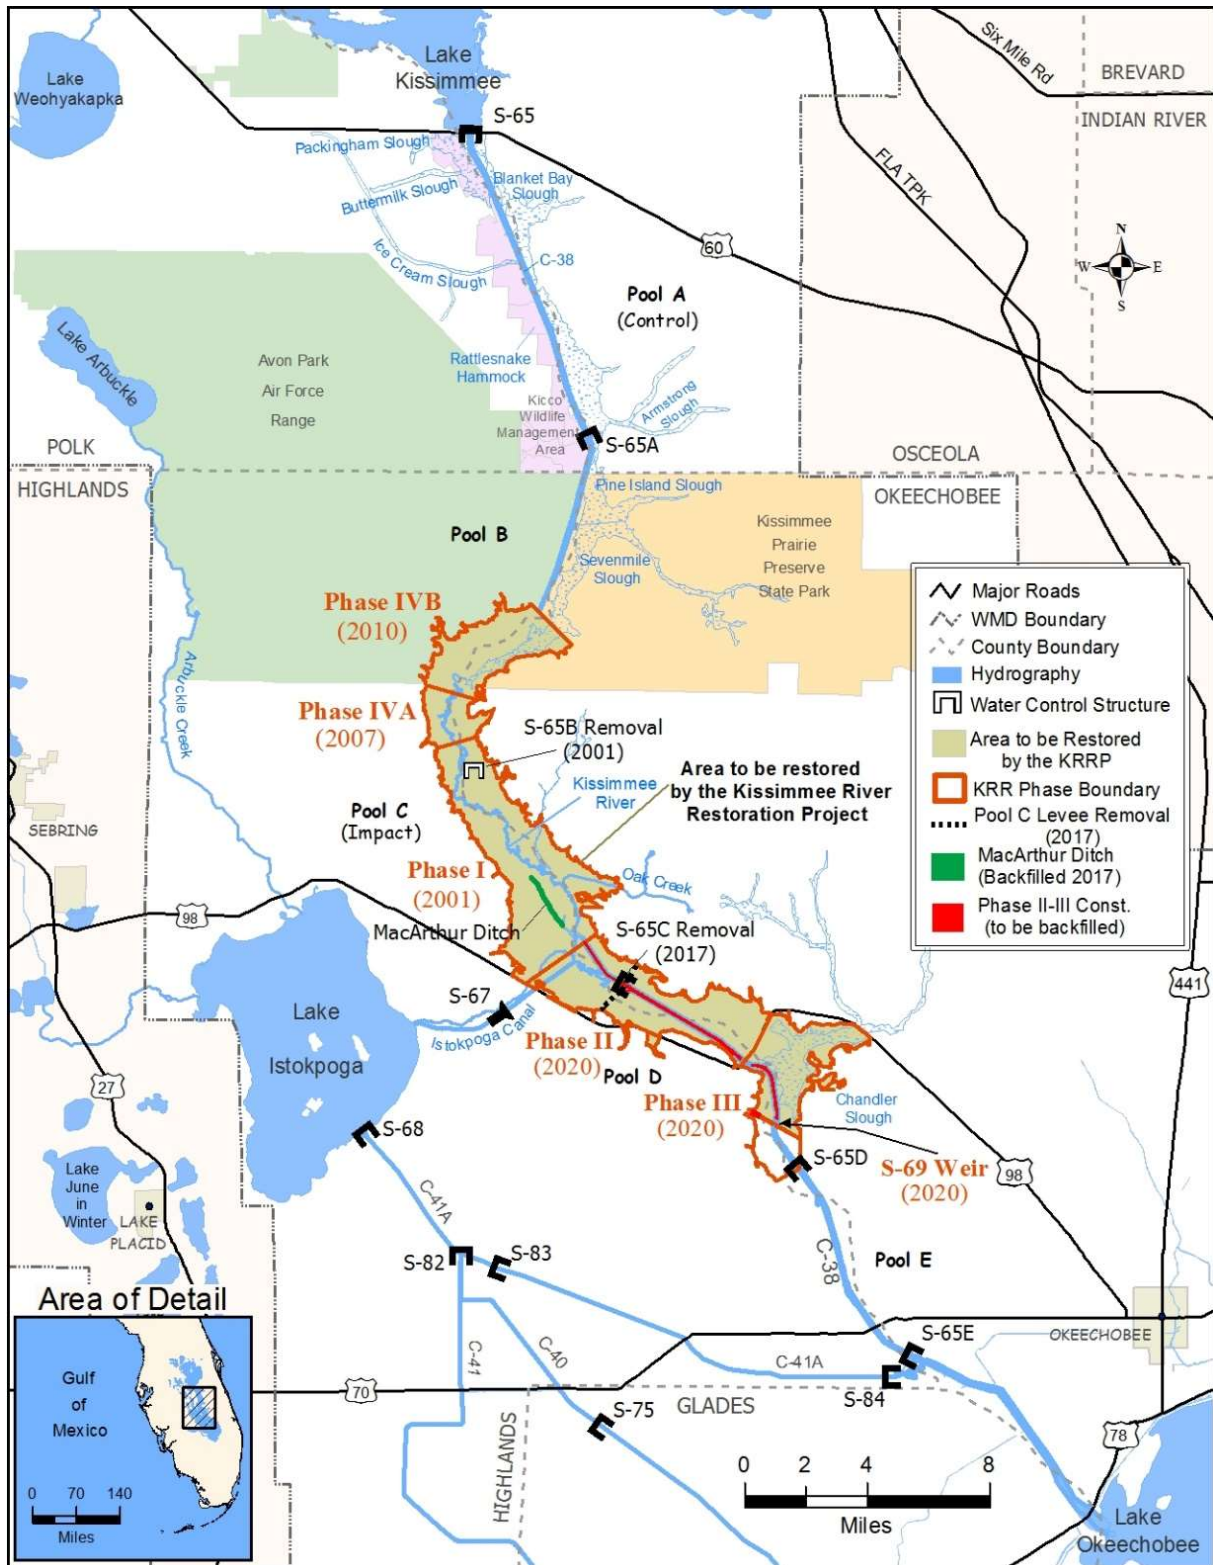 Lake
Kissimmee
Lake
Weohyakapka
Six Mile Rd
BREVARD
INDIAN RIVER
S-65
Packingham Slough
Blanket Bay
Slough
Buttermilk Slough
FLA TPK
60
N
W
E
S
Ice Cream Slough
C-38
Pool A
(Control)
Lake Arbuckle
Avon Park
Air Force
Range
Rattlesnake
Hammock
Kicco
Wildlife
Management
Area
Armstrong
Slough
S-65A
POLK
HIGHLANDS
OSCEOLA
OKEECHOBEE
Pine Island Slough
Pool B
Kissimmee
Prairie
Preserve
State Park
Sevenmile
Slough
Phase IVB
(2010)
Major Roads
WMD Boundary
County Boundary
Hydrography
Water Control Structure
Area to be Restored
by the KRRP
KRR Phase Boundary
Pool C Levee Removal
(2017)
MacArthur Ditch
(Backfilled 2017)
Phase II-III Const.
(to be backfilled)
Arbuckle Creek
Phase IVA
(2007)
S-65B Removal
(2001)
Kissimmee
River
Area to be restored
by the Kissimmee River
Restoration Project
Pool C
(Impact)
SEBRING
Phase I
(2001)
Oak Creek
98
MacArthur Ditch
S-65C Removal
(2017)
441
S-67
Istokpoga Canal
Lake
Istokpoga
Phase II
(2020)
Pool D
27
Phase III
(2020)
Chandler
Slough
S-68
S-65D
S-69 Weir
(2020)
98
Lake
June
in
Winter
LAKE
PLACID
C-41A
S-82
S-83
C-38
Pool E
Area of Detail
Gulf
of
Mexico
0 70 140
Miles
C-41
C-40
C-41A
S-65E
OKEECHOBEE
S-84
70
GLADES
HIGHLANDS
S-75
78
0 2 4 8
Miles
Lake
Okeechobee